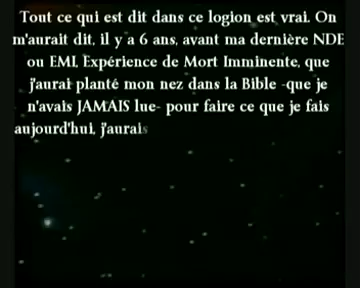 Tout ce qui est dit dans ce logion est vrai. On
m'aurait dit, il y a 6 ans, avant ma dernière NDE
ou EMI, Expérience de Mort Imminente, que
j'aurai planté mon nez dans la Bible -que je
n'avais JAMAIS lue- pour faire ce que je fais
aujourd'hui, j'aurais